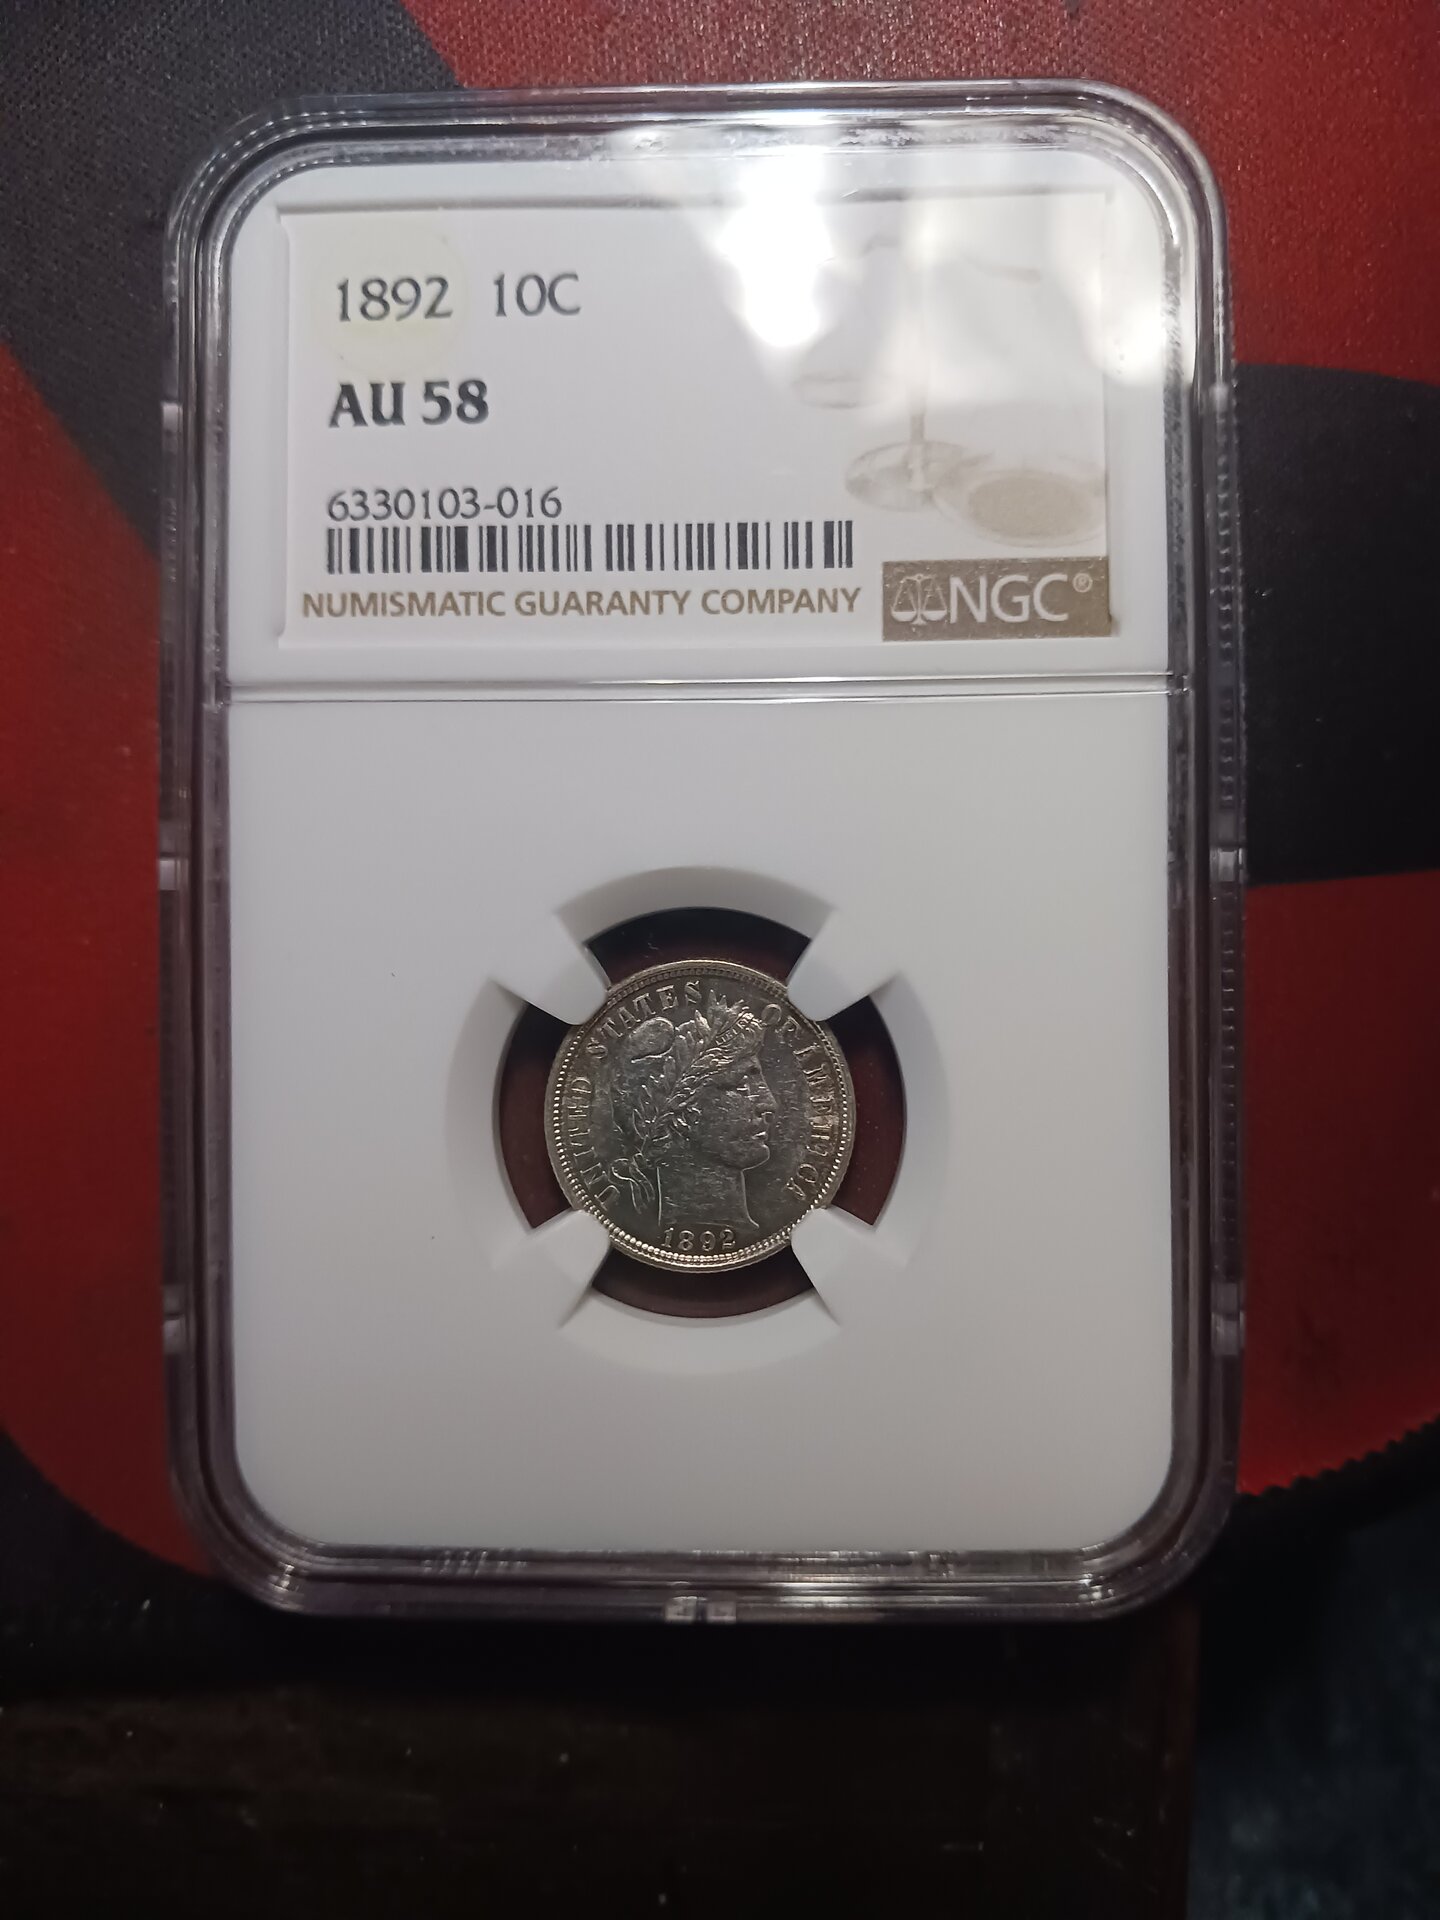 1892 10C
AU 58
6330103-016
NUMISMATIC GUARANTY COMPANY
NGC®
UNITED STATES OF AMERICA
1892